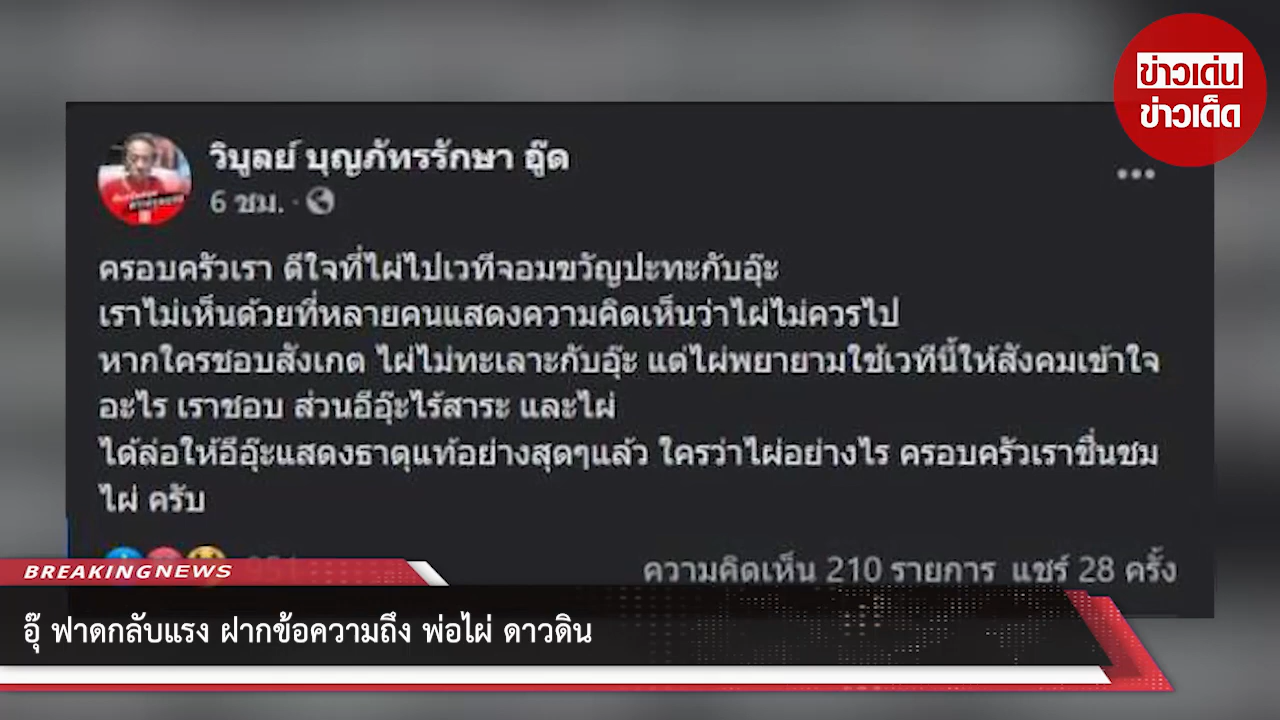 ข่าวเด่น
ข่าวเด็ด
วิบูลย์ บุญภัทรรักษา อู๊ด
6 ชม. ·
ครอบครัวเรา ดีใจที่ไผ่ไปเวทีจอมขวัญปะทะกับอุ๊ะ
เราไม่เห็นด้วยที่หลายคนแสดงความคิดเห็นว่าไผ่ไม่ควรไป
หากใครชอบสังเกต ไผ่ไม่ทะเลาะกับอุ๊ะ แต่ไผ่พยายามใช้เวทีนี้ให้สังคมเข้าใจ
อะไร เราชอบ ส่วนอีอุ๊ะไร้สาระ และไผ่
ได้ล่อให้อีอุ๊ะแสดงธาตุแท้อย่างสุดๆแล้ว ใครว่าไผ่อย่างไร ครอบครัวเราชื่นชม
ไผ่ ครับ
ความคิดเห็น 210 รายการ แชร์ 28 ครั้ง
BREAKING NEWS
อุ๊ ฟาดกลับแรง ฝากข้อความถึง พ่อไผ่ ดาวดิน